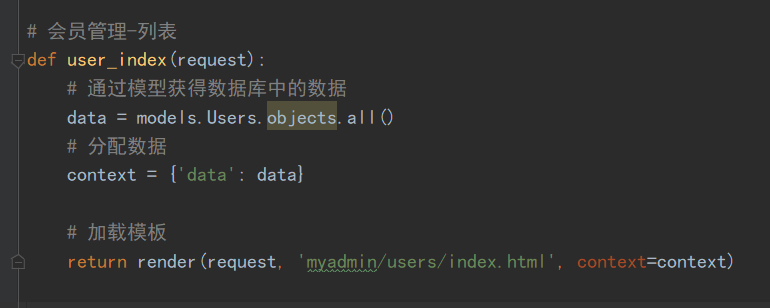 # 会员管理-列表
def user_index(request):
# 通过模型获得数据库中的数据
data = models.Users.objects.all()
# 分配数据
context = {'data': data}
# 加载模板
return render(request, 'myadmin/users/index.html', context=context)